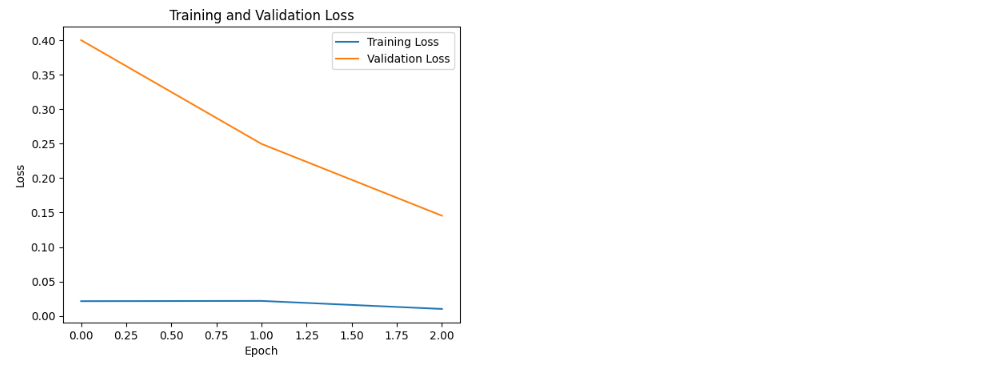 Training and Validation Loss
Training Loss
Validation Loss
0.40
0.35
0.30
0.25
0.20
0.15
0.10
0.05
0.00
Loss
0.00 0.25 0.50 0.75 1.00 1.25 1.50 1.75 2.00
Epoch